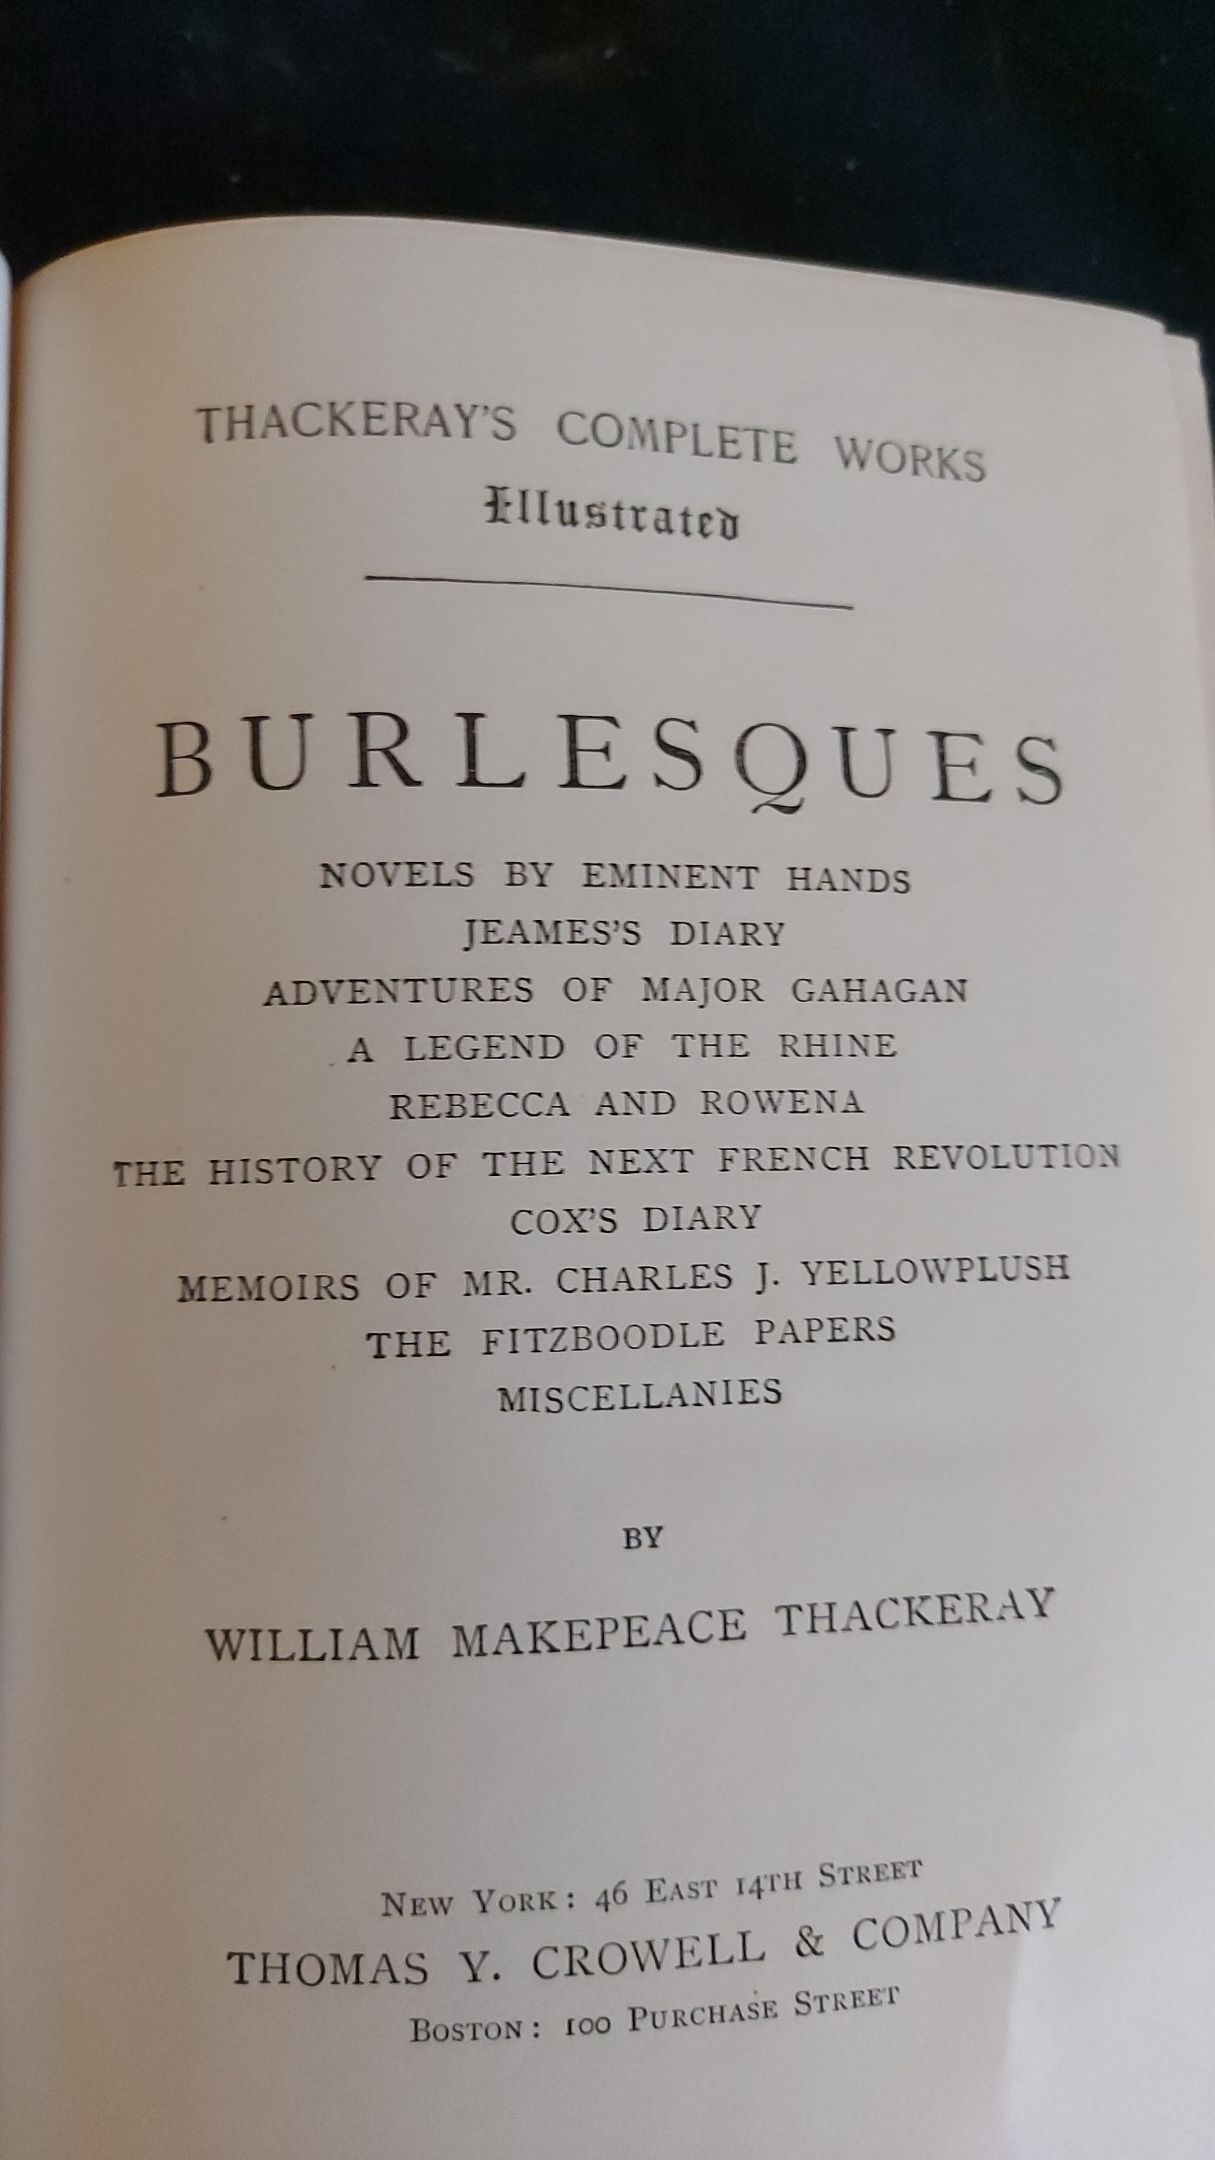 THACKERAY'S COMPLETE WORKS
Illustrated
BURLESQUES
NOVELS BY EMINENT HANDS
JEAMES'S DIARY
ADVENTURES OF MAJOR GAHAGAN
A LEGEND OF THE RHINE
REBECCA AND ROWENA
THE HISTORY OF THE NEXT FRENCH REVOLUTION
COX'S DIARY
MEMOIRS OF MR. CHARLES J. YELLOWPLUSH
THE FITZBOODLE PAPERS
MISCELLANIES
BY
WILLIAM MAKEPEACE THACKERAY
NEW YORK: 46 EAST 14TH STREET
THOMAS Y. CROWELL & COMPANY
BOSTON: 100 PURCHASE STREET